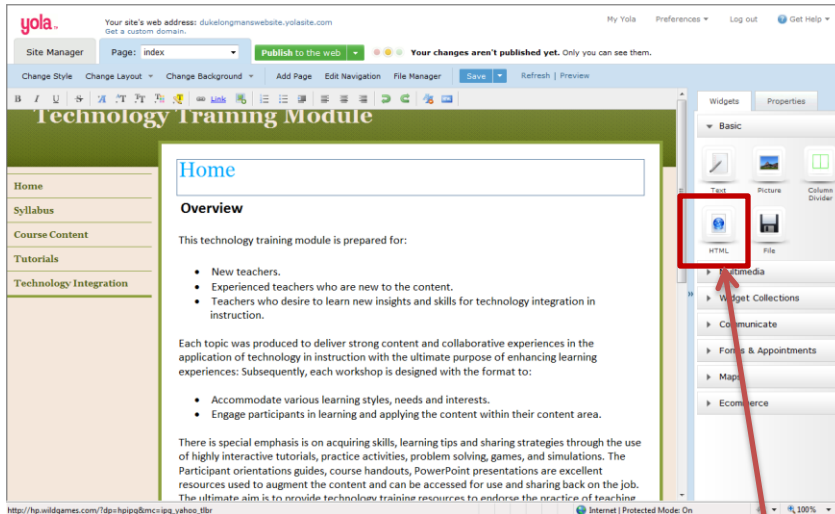 yola
Your site's web address: dukelongmanswebsite.yolasite.com
Get a custom domain.
My Yola Preferences Log out Get Help
Site Manager Page: index Publish to the web Your changes aren't published yet. Only you can see them.
Change Style Change Layout Change Background Add Page Edit Navigation File Manager Save Refresh | Preview
B I U S Link
Technology Training Module
Home
Syllabus
Course Content
Tutorials
Technology Integration
Home
Overview
This technology training module is prepared for:
• New teachers.
• Experienced teachers who are new to the content.
• Teachers who desire to learn new insights and skills for technology integration in
instruction.
Each topic was produced to deliver strong content and collaborative experiences in the
application of technology in instruction with the ultimate purpose of enhancing learning
experiences: Subsequently, each workshop is designed with the format to:
• Accommodate various learning styles, needs and interests.
• Engage participants in learning and applying the content within their content area.
There is special emphasis is on acquiring skills, learning tips and sharing strategies through the use
of highly interactive tutorials, practice activities, problem solving, games, and simulations. The
Participant orientations guides, course handouts, PowerPoint presentations are excellent
resources used to augment the content and can be accessed for use and sharing back on the job.
The ultimate aim is to provide technology training resources to endorse the practice of teaching
Widgets Properties
Basic
Text Picture Column
Divider
HTML File
Multimedia
Widget Collections
Communicate
Forms & Appointments
Maps
Ecommerce
http://hp.wildgames.com/?dp=hpipq&mc=ipq_yahoo_tlbr
Internet | Protected Mode: On 100%